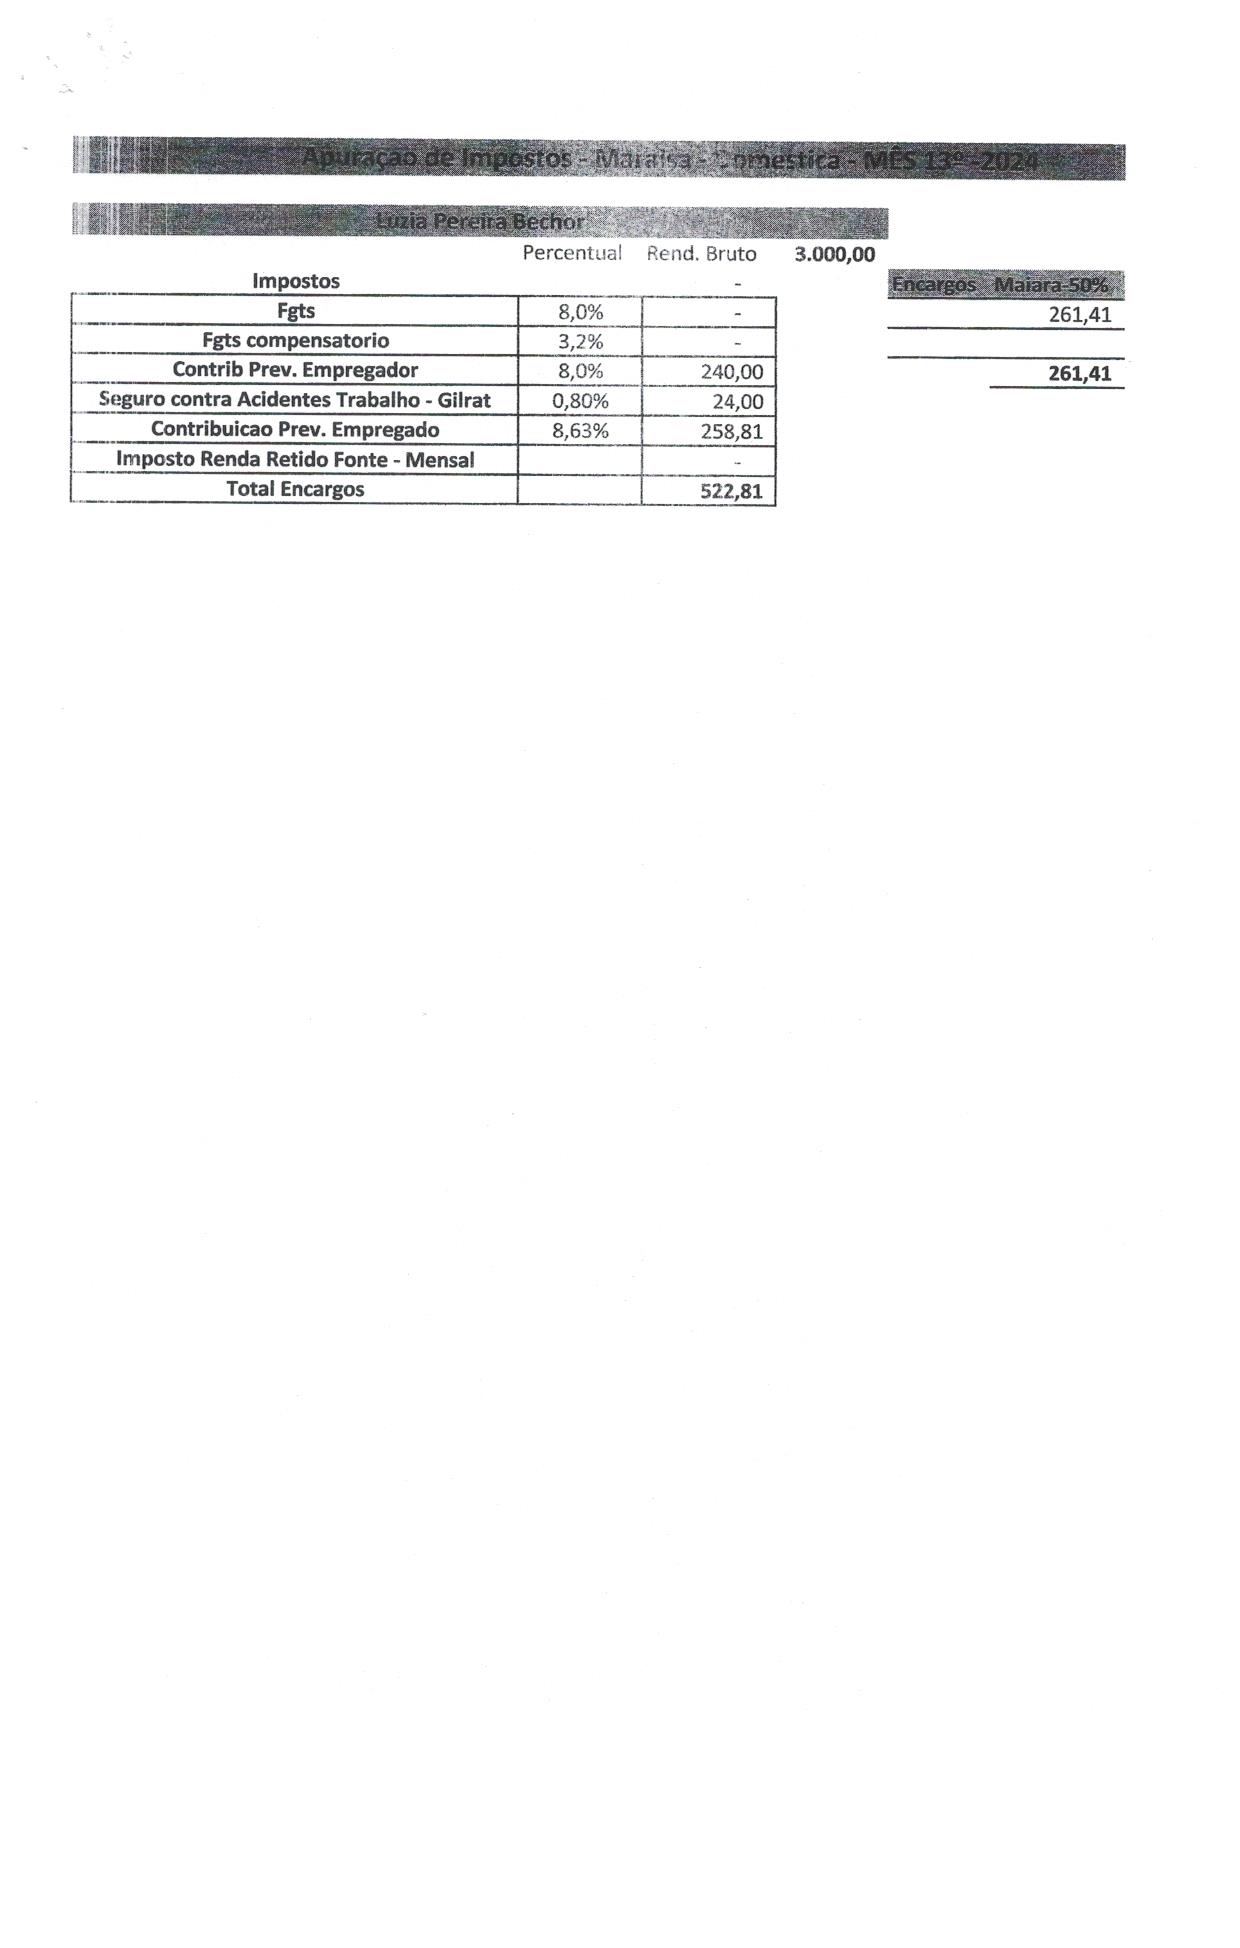 Apuração de Impostos - Maraisa - Domestica - MÊS 13º -2024
Luzia Pereira Bechor
Percentual Rend. Bruto 3.000,00
Impostos - Encargos Maiara 50%
Fgts 8,0% - 261,41
Fgts compensatorio 3,2% -
Contrib Prev. Empregador 8,0% 240,00 261,41
Seguro contra Acidentes Trabalho - Gilrat 0,80% 24,00
Contribuicao Prev. Empregado 8,63% 258,81
Imposto Renda Retido Fonte - Mensal -
Total Encargos 522,81